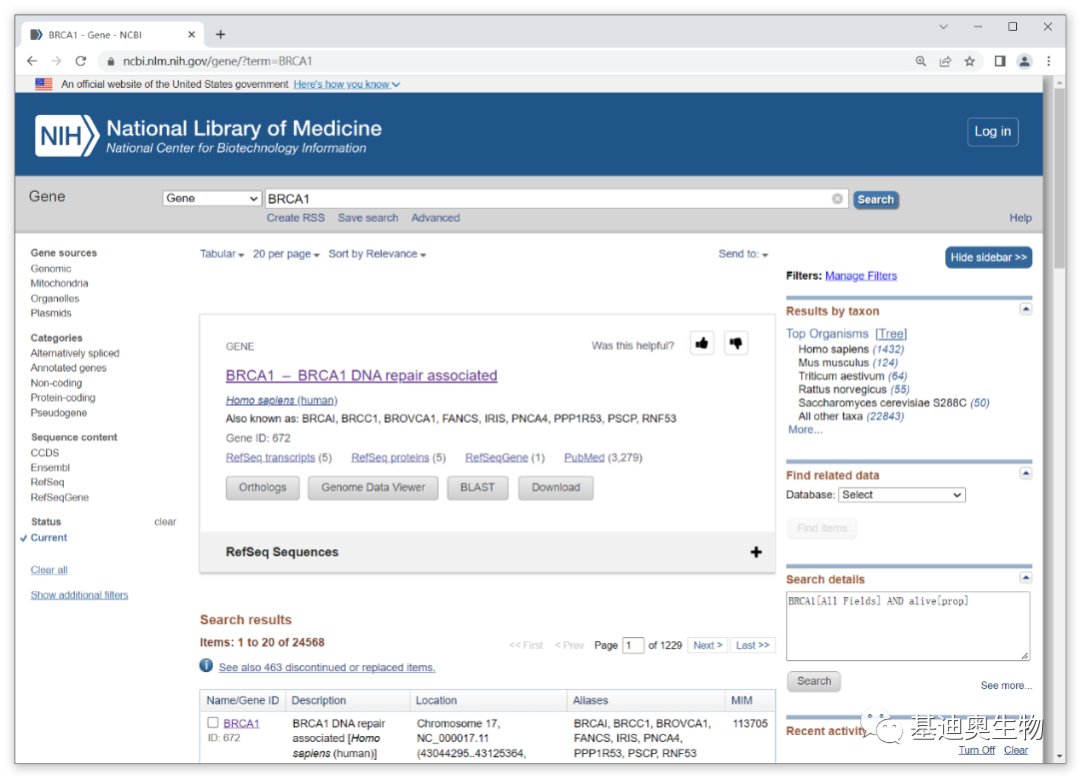 BRCA1 - Gene - NCBI
ncbi.nlm.nih.gov/gene/?term=BRCA1
An official website of the United States government Here's how you know
NIH National Library of Medicine
National Center for Biotechnology Information
Log in
Gene
Gene
BRCA1
Search
Create RSS Save search Advanced
Help
Gene sources
Genomic
Mitochondria
Organelles
Plasmids
Categories
Alternatively spliced
Annotated genes
Non-coding
Protein-coding
Pseudogene
Sequence content
CCDS
Ensembl
RefSeq
RefSeqGene
Status clear
Current
Clear all
Show additional filters
Tabular 20 per page Sort by Relevance
Send to:
GENE
Was this helpful?
BRCA1 – BRCA1 DNA repair associated
Homo sapiens (human)
Also known as: BRCAI, BRCC1, BROVCA1, FANCS, IRIS, PNCA4, PPP1R53, PSCP, RNF53
Gene ID: 672
RefSeq transcripts (5) RefSeq proteins (5) RefSeqGene (1) PubMed (3,279)
Orthologs Genome Data Viewer BLAST Download
RefSeq Sequences
Search results
Items: 1 to 20 of 24568
<< First < Prev Page 1 of 1229 Next > Last >>
See also 463 discontinued or replaced items.
Name/Gene ID Description Location Aliases MIM
BRCA1 BRCA1 DNA repair Chromosome 17, BRCAI, BRCC1, BROVCA1, 113705
ID: 672 associated [Homo NC_000017.11 FANCS, IRIS, PNCA4,
sapiens (human)] (43044295..43125364, PPP1R53, PSCP, RNF53
Hide sidebar >>
Filters: Manage Filters
Results by taxon
Top Organisms [Tree]
Homo sapiens (1432)
Mus musculus (124)
Triticum aestivum (64)
Rattus norvegicus (55)
Saccharomyces cerevisiae S288C (50)
All other taxa (22843)
More...
Find related data
Database: Select
Find items
Search details
BRCA1[All Fields] AND alive[prop]
Search
See more...
Recent activity
Turn Off Clear
基迪奥生物